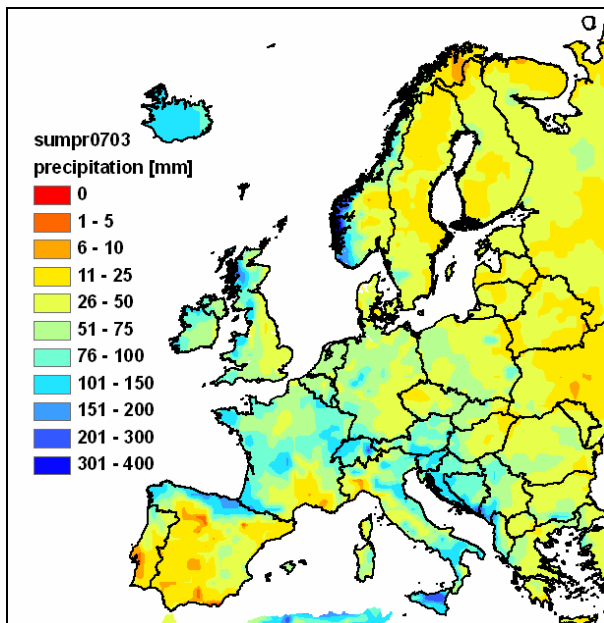 sumpr0703
precipitation [mm]
0
1 - 5
6 - 10
11 - 25
26 - 50
51 - 75
76 - 100
101 - 150
151 - 200
201 - 300
301 - 400